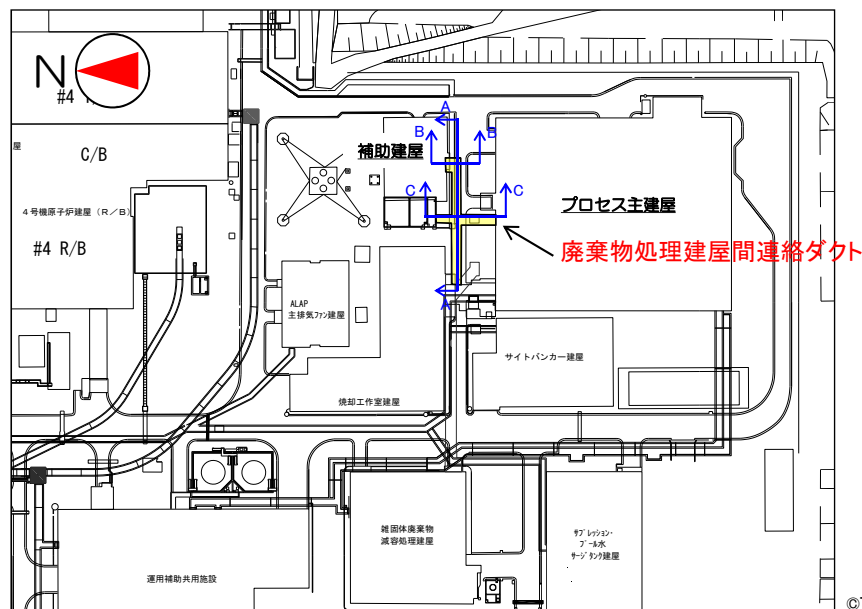 N
#4
屋
C/B
4号機原子炉建屋(R/B)
#4 R/B
補助建屋
A
B
B
C
C
A
プロセス主建屋
廃棄物処理建屋間連絡ダクト
ALAP
主排気ファン建屋
サイトバンカー建屋
焼却工作室建屋
雑固体廃棄物
減容処理建屋
サプレッション・
プール水
サージタンク建屋
運用補助共用施設
©